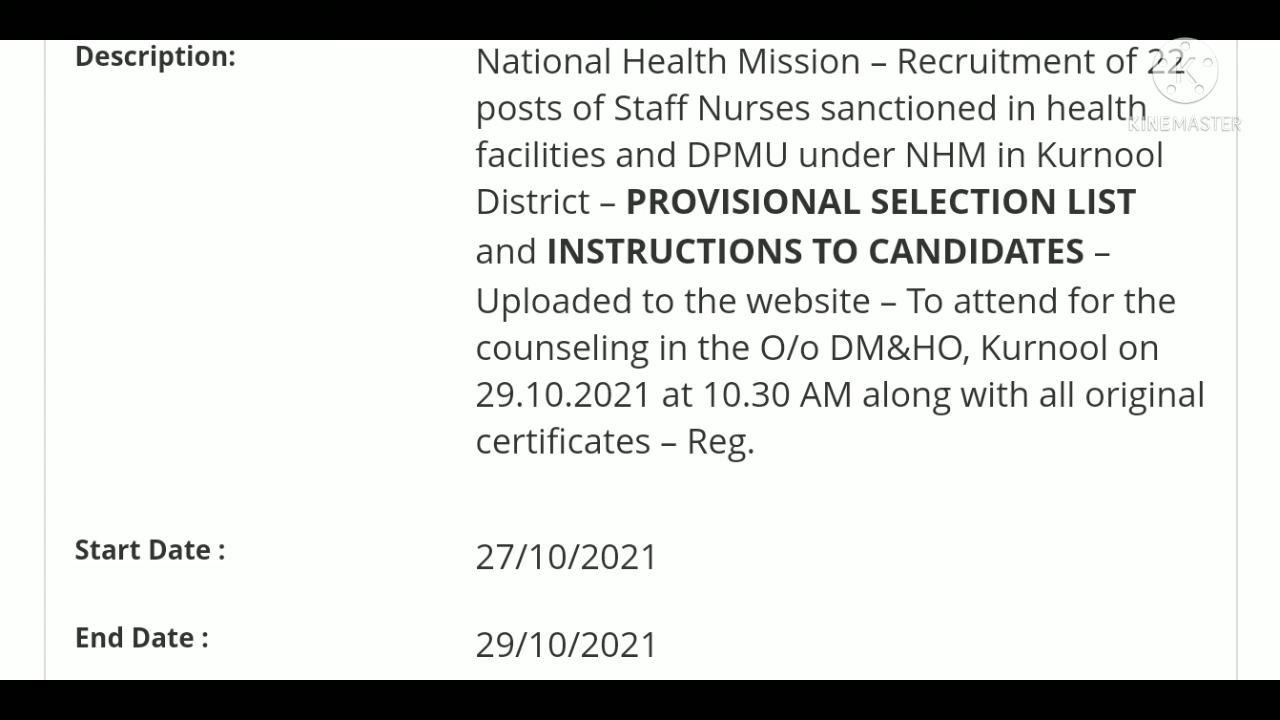 Description:
National Health Mission – Recruitment of 22
posts of Staff Nurses sanctioned in health
facilities and DPMU under NHM in Kurnool
District – PROVISIONAL SELECTION LIST
and INSTRUCTIONS TO CANDIDATES –
Uploaded to the website – To attend for the
counseling in the O/o DM&HO, Kurnool on
29.10.2021 at 10.30 AM along with all original
certificates – Reg.
Start Date :
27/10/2021
End Date :
29/10/2021
K
KINEMASTER